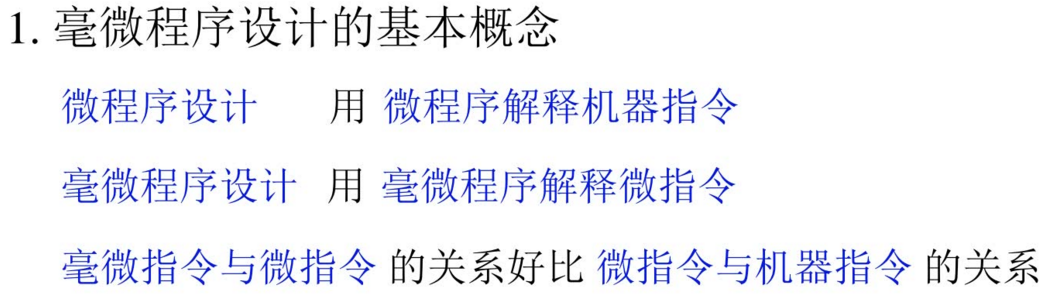 1. 毫微程序设计的基本概念
微程序设计 用 微程序解释机器指令
毫微程序设计 用 毫微程序解释微指令
毫微指令与微指令 的关系好比 微指令与机器指令 的关系